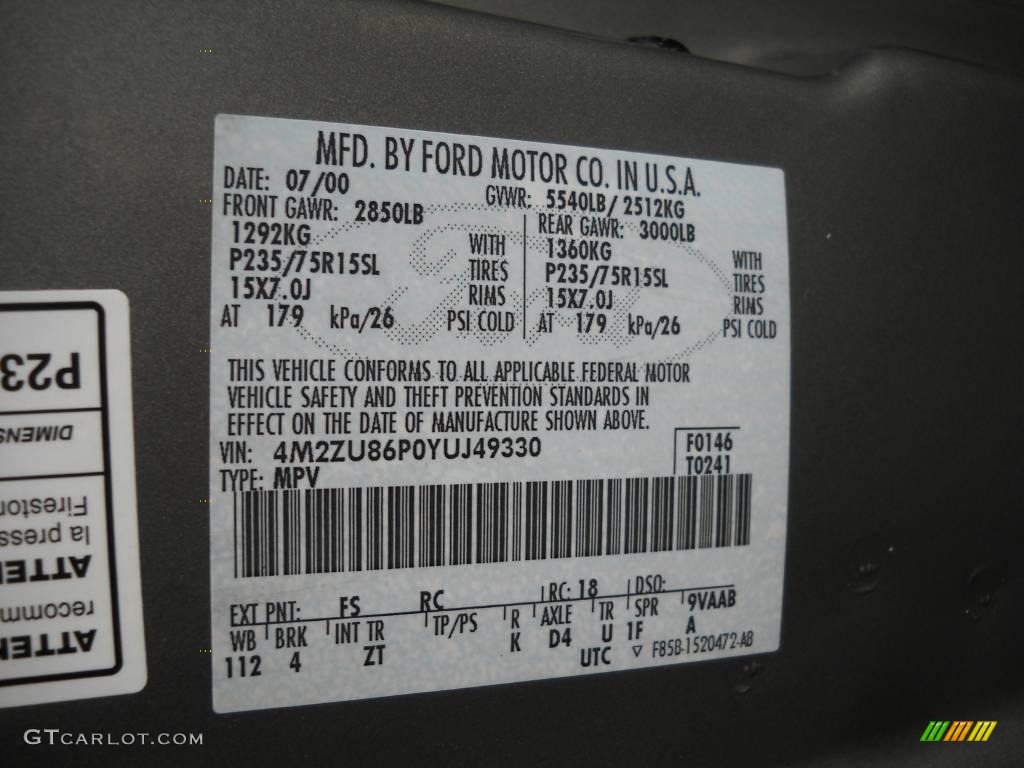 MFD. BY FORD MOTOR CO. IN U.S.A.
DATE: 07/00 GVWR: 5540LB/ 2512KG
FRONT GAWR: 2850LB REAR GAWR: 3000LB
1292KG WITH 1360KG WITH
P235/75R15SL TIRES P235/75R15SL TIRES
15X7.0J RIMS 15X7.0J RIMS
AT 179 kPa/26 PSI COLD AT 179 kPa/26 PSI COLD
THIS VEHICLE CONFORMS TO ALL APPLICABLE FEDERAL MOTOR
VEHICLE SAFETY AND THEFT PREVENTION STANDARDS IN
EFFECT ON THE DATE OF MANUFACTURE SHOWN ABOVE.
VIN: 4M2ZU86P0YUJ49330 F0146
TYPE: MPV T0241
EXT PNT: FS RC RC: 18 DSO:
WB BRK INT TR TP/PS R AXLE TR SPR 9VAAB
112 4 ZT K D4 U 1F A
UTC ▽ F85B-1520472-AB
ATTE
recomm
ATTE
la press
Firestor
DIMENS
P23
GTCARLOT.COM